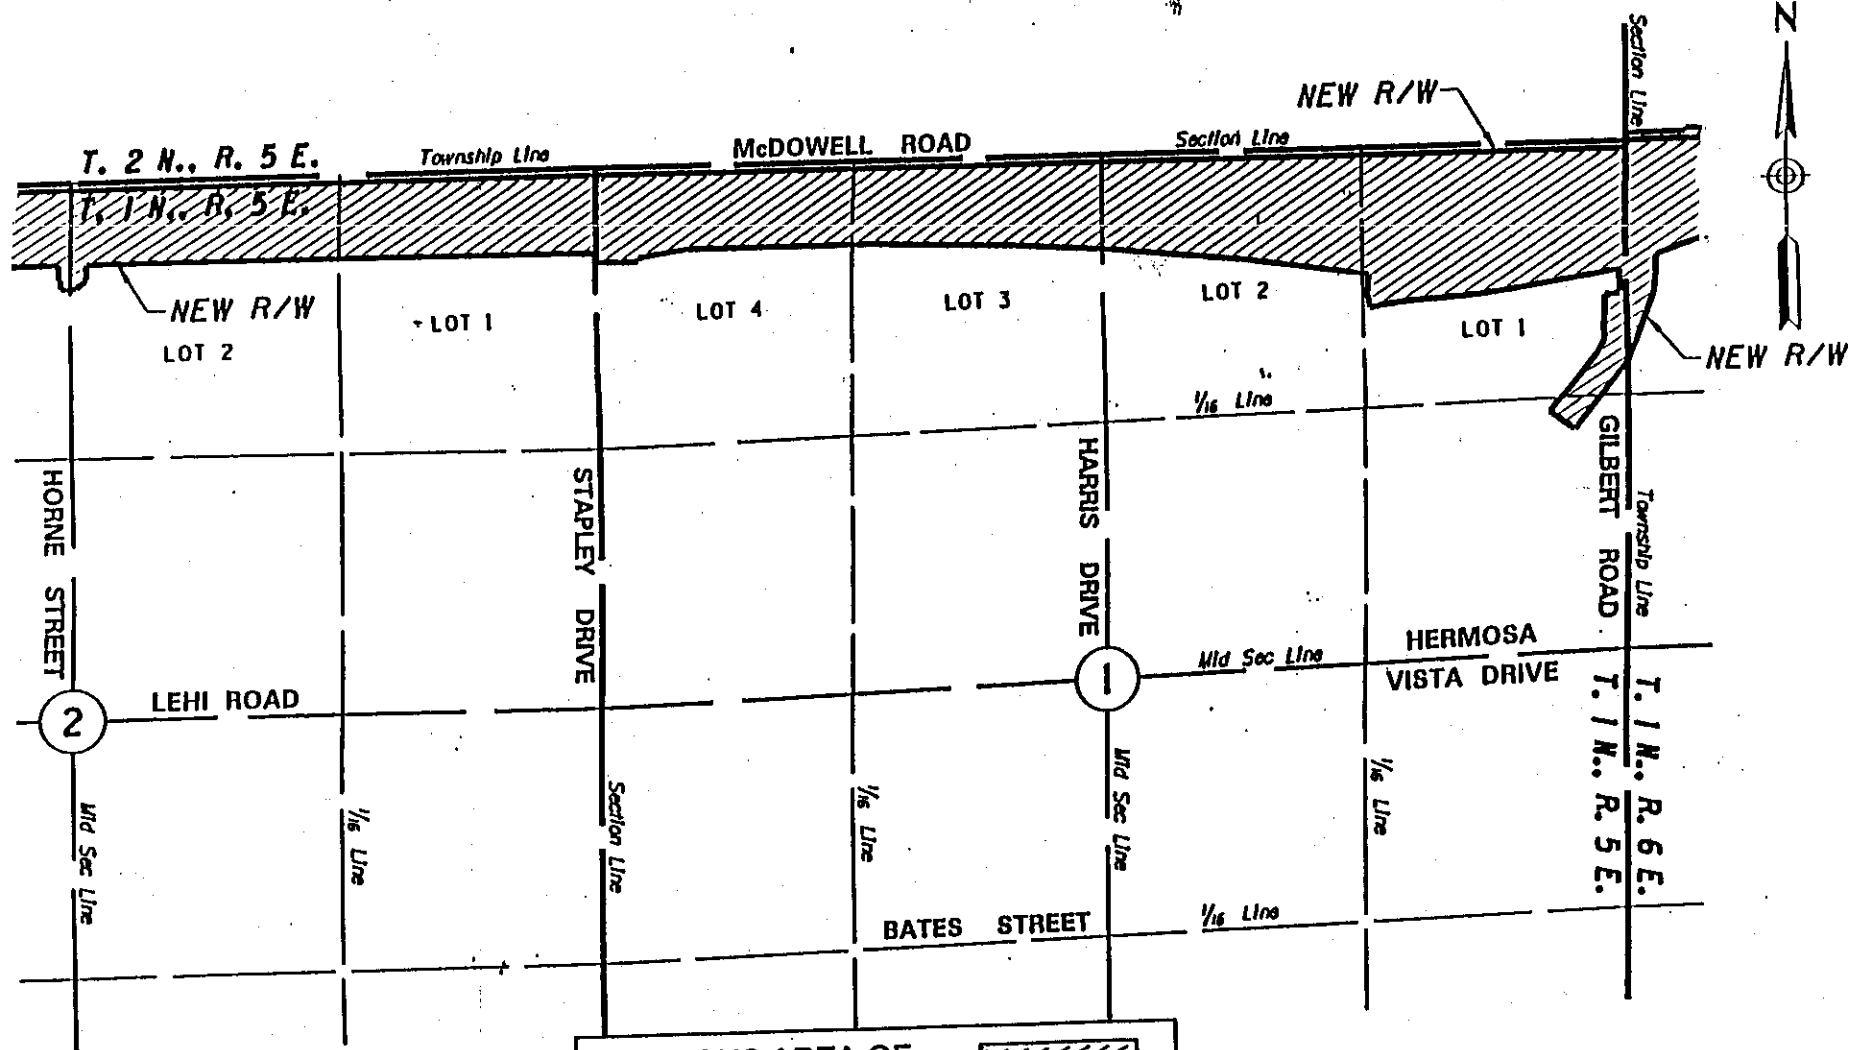 N
Section Line
NEW R/W
T. 2 N., R. 5 E.
Township Line
McDOWELL ROAD
Section Line
T. 1 N., R. 5 E.
NEW R/W
LOT 2
LOT 1
LOT 4
LOT 3
LOT 2
LOT 1
NEW R/W
1/16 Line
HORNE STREET
STAPLEY DRIVE
HARRIS DRIVE
GILBERT ROAD
Township Line
LEHI ROAD
2
1
Mid Sec Line
HERMOSA
VISTA DRIVE
T. 1 N., R. 6 E.
T. 1 N., R. 5 E.
Mid Sec Line
1/16 Line
Section Line
1/16 Line
Mid Sec Line
1/16 Line
BATES STREET
1/16 Line
AREA OF